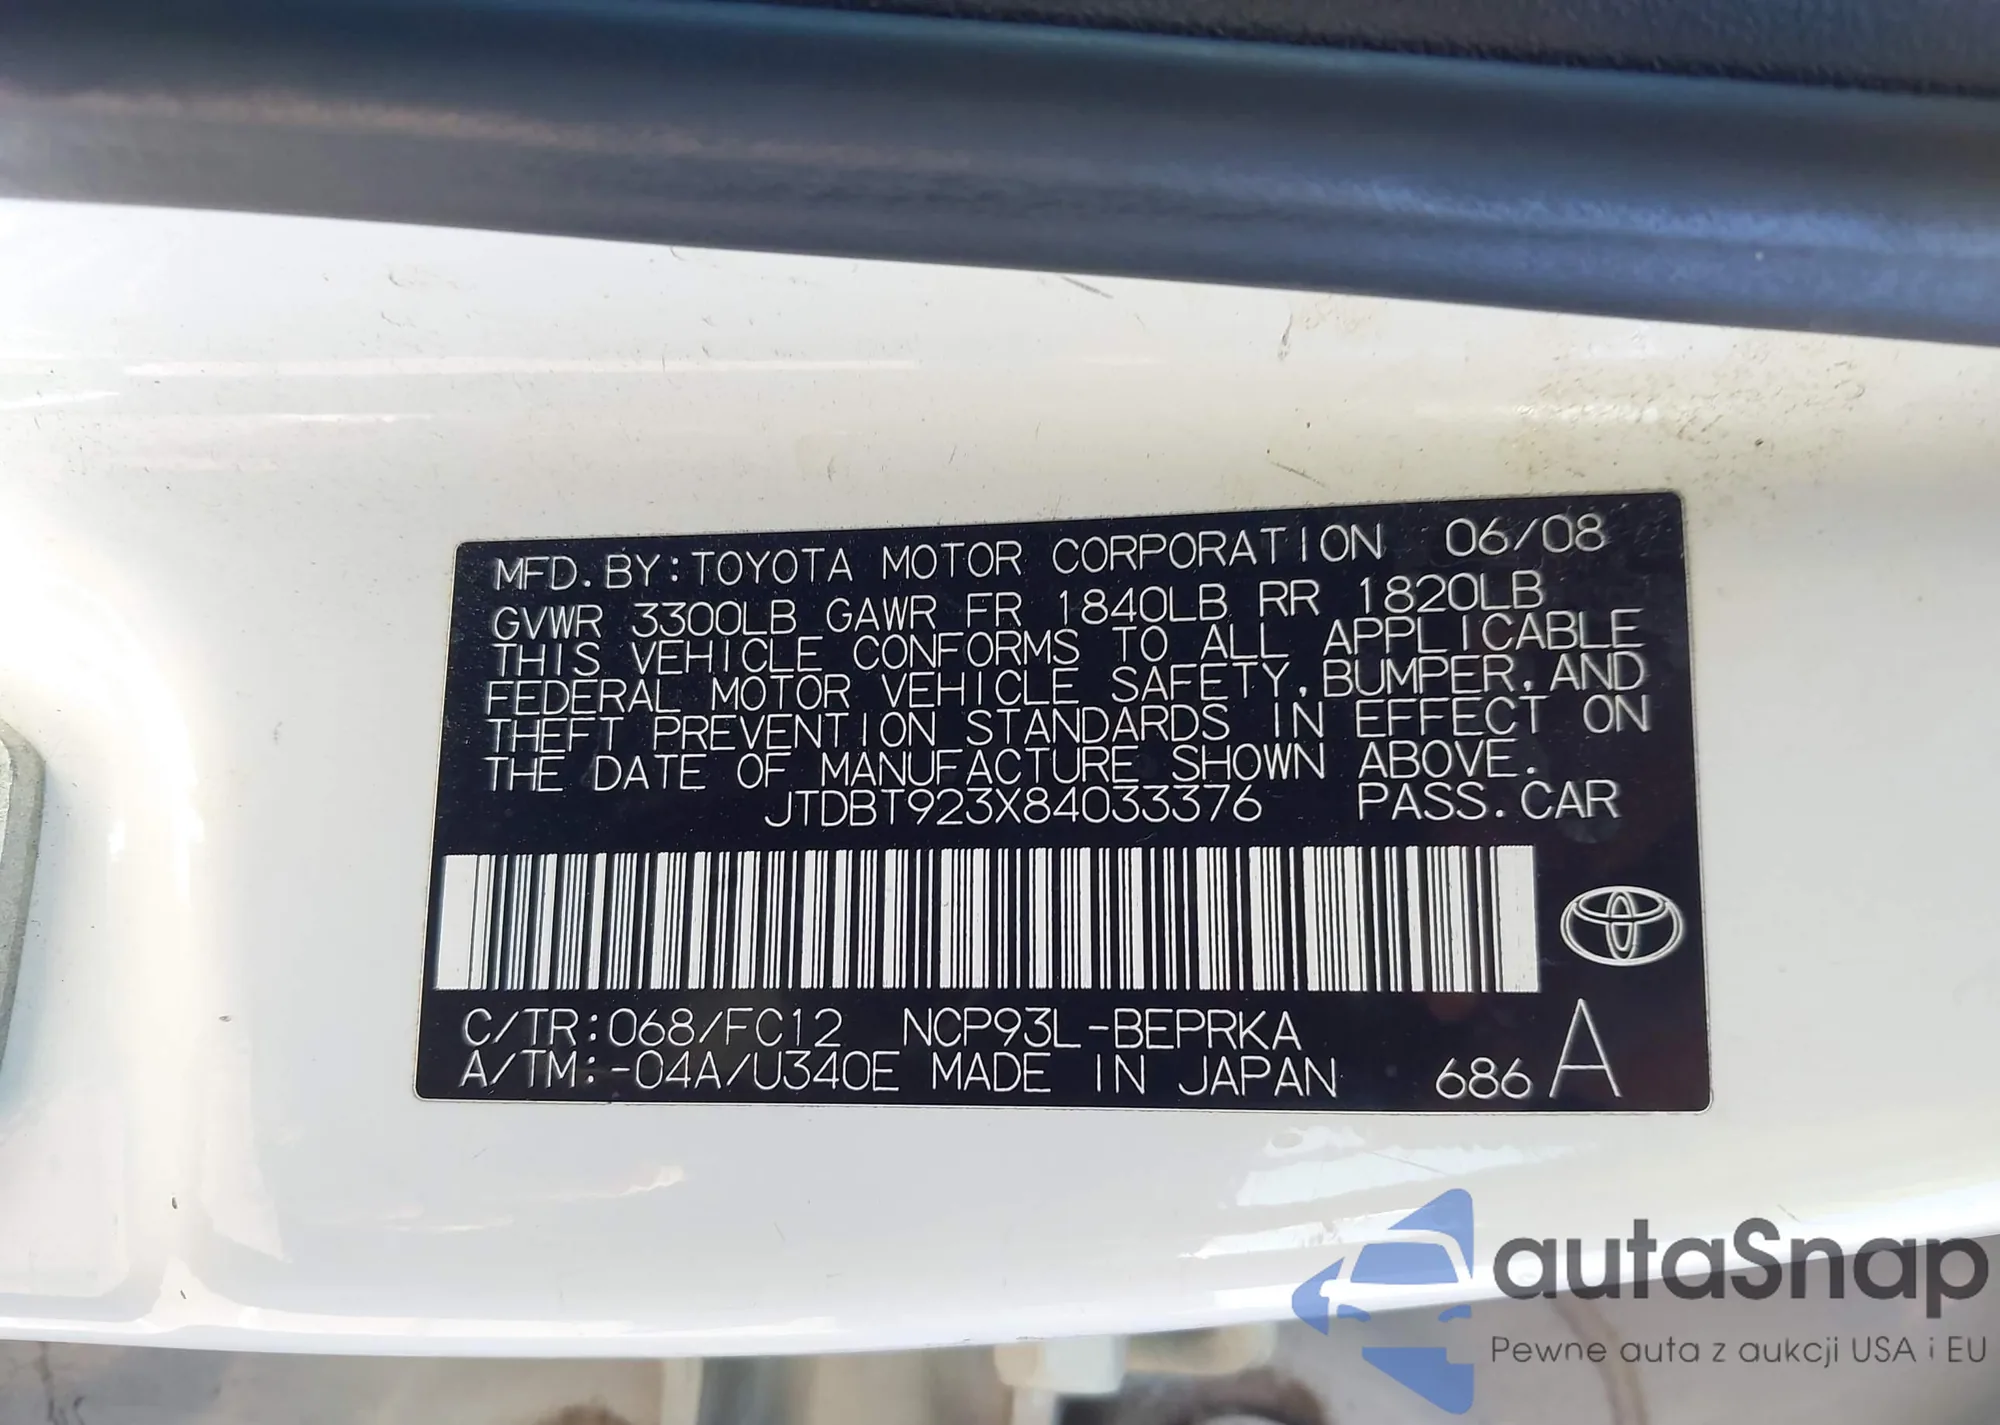 MFD. BY: TOYOTA MOTOR CORPORATION 06/08
GVWR 3300LB GAWR FR 1840LB RR 1820LB
THIS VEHICLE CONFORMS TO ALL APPLICABLE
FEDERAL MOTOR VEHICLE SAFETY, BUMPER, AND
THEFT PREVENTION STANDARDS IN EFFECT ON
THE DATE OF MANUFACTURE SHOWN ABOVE.
JTDBT923X84033376 PASS. CAR
C/TR: 068/FC12 NCP93L-BEPRKA
A/TM: -04A/U340E MADE IN JAPAN 686 A
autaSnap
Pewne auta z aukcji USA i EU